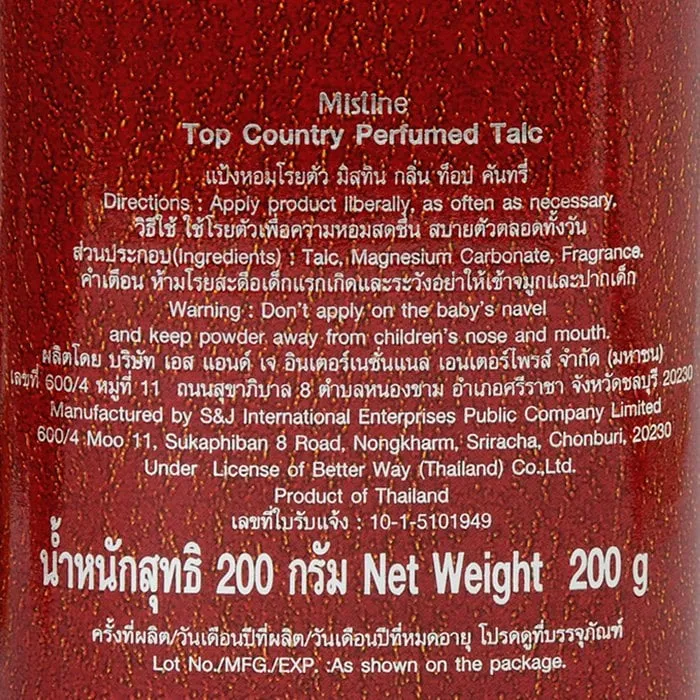 Mistine
Top Country Perfumed Talc
แป้งหอมโรยตัว มิสทิน กลิ่น ท็อป คันทรี่
Directions : Apply product liberally, as often as necessary.
วิธีใช้ ใช้โรยตัวเพื่อความหอมสดชื่น สบายตัวตลอดทั้งวัน
ส่วนประกอบ(Ingredients) : Talc, Magnesium Carbonate, Fragrance.
คำเตือน ห้ามโรยสะดือเด็กแรกเกิดและระวังอย่าให้เข้าจมูกและปากเด็ก
Warning : Don't apply on the baby's navel
and keep powder away from children's nose and mouth.
ผลิตโดย บริษัท เอส แอนด์ เจ อินเตอร์เนชั่นแนล เอนเตอร์ไพรส์ จำกัด (มหาชน)
เลขที่ 600/4 หมู่ที่ 11 ถนนสุขาภิบาล 8 ตำบลหนองขาม อำเภอศรีราชา จังหวัดชลบุรี 20230
Manufactured by S&J International Enterprises Public Company Limited
600/4 Moo 11, Sukaphiban 8 Road, Nongkharm, Sriracha, Chonburi, 20230
Under License of Better Way (Thailand) Co.,Ltd.
Product of Thailand
เลขที่ใบรับแจ้ง : 10-1-5101949
น้ำหนักสุทธิ 200 กรัม Net Weight 200 g
ครั้งที่ผลิต/วันเดือนปีที่ผลิต/วันเดือนปีที่หมดอายุ โปรดดูที่บรรจุภัณฑ์
Lot No./MFG./EXP. :As shown on the package.